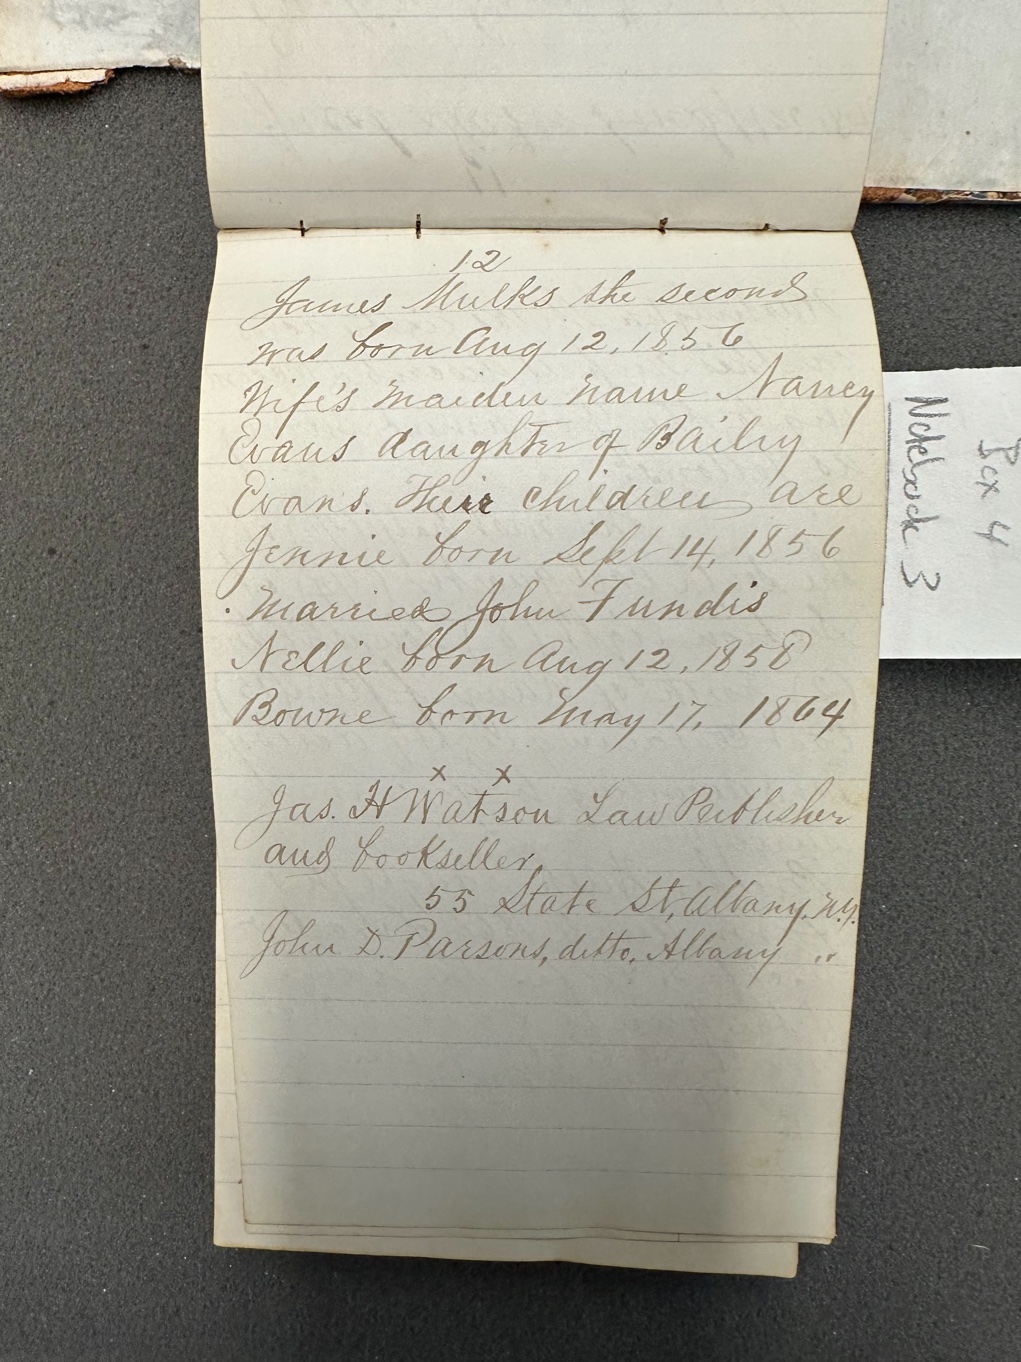 12
James Mulks the second
was born Aug 12, 1856
Wife's maiden name Nancy
Evans daughter of Bailey
Evans. Their children are
Jennie born Sept 14, 1856
. Married John Fundis
Nellie born Aug 12, 1858
Bowne born May 17, 1864
x x
Jas. H Watson Law Publisher
and bookseller,
55 State St, Albany. N.Y.
John D. Parsons, ditto, Albany "
Box 4
Notebook 3